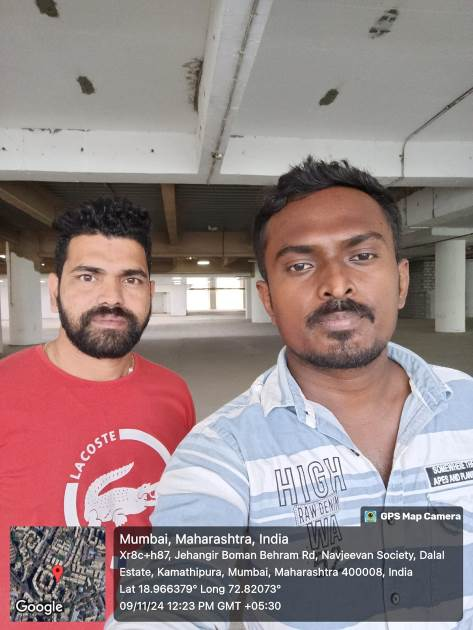 LACOSTE
HIGH
RAW DENIM
WA
SOMEWHERE THE
APES AND PLAN
GPS Map Camera
Mumbai, Maharashtra, India
Xr8c+h87, Jehangir Boman Behram Rd, Navjeevan Society, Dalal
Estate, Kamathipura, Mumbai, Maharashtra 400008, India
Lat 18.966379° Long 72.82073°
09/11/24 12:23 PM GMT +05:30
Google